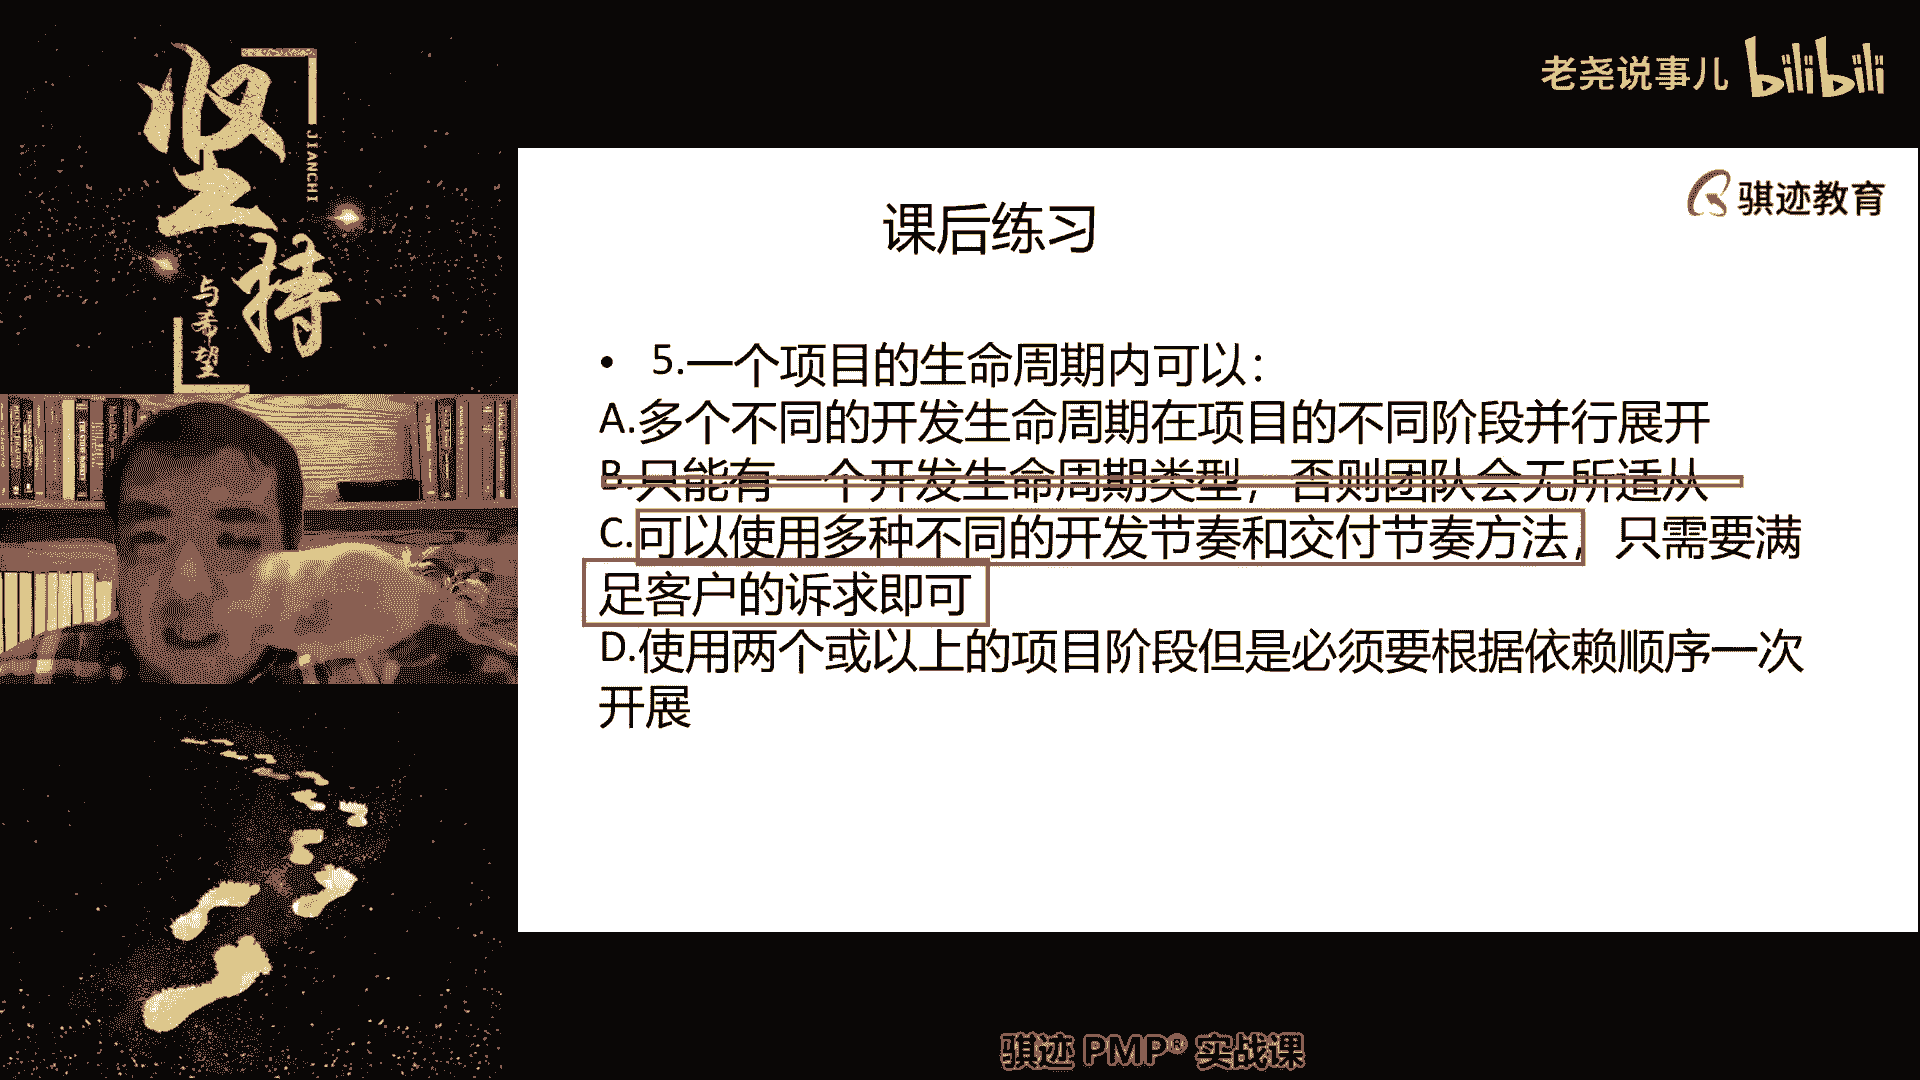 坚持
JIANCHI
与希望
老尧说事儿 bilibili
骐迹教育
课后练习
• 5.一个项目的生命周期内可以：
A.多个不同的开发生命周期在项目的不同阶段并行展开
B.只能有一个开发生命周期类型，否则团队会无所适从
C.可以使用多种不同的开发节奏和交付节奏方法，只需要满
足客户的诉求即可
D.使用两个或以上的项目阶段但是必须要根据依赖顺序一次
开展
骐迹 PMP® 实战课